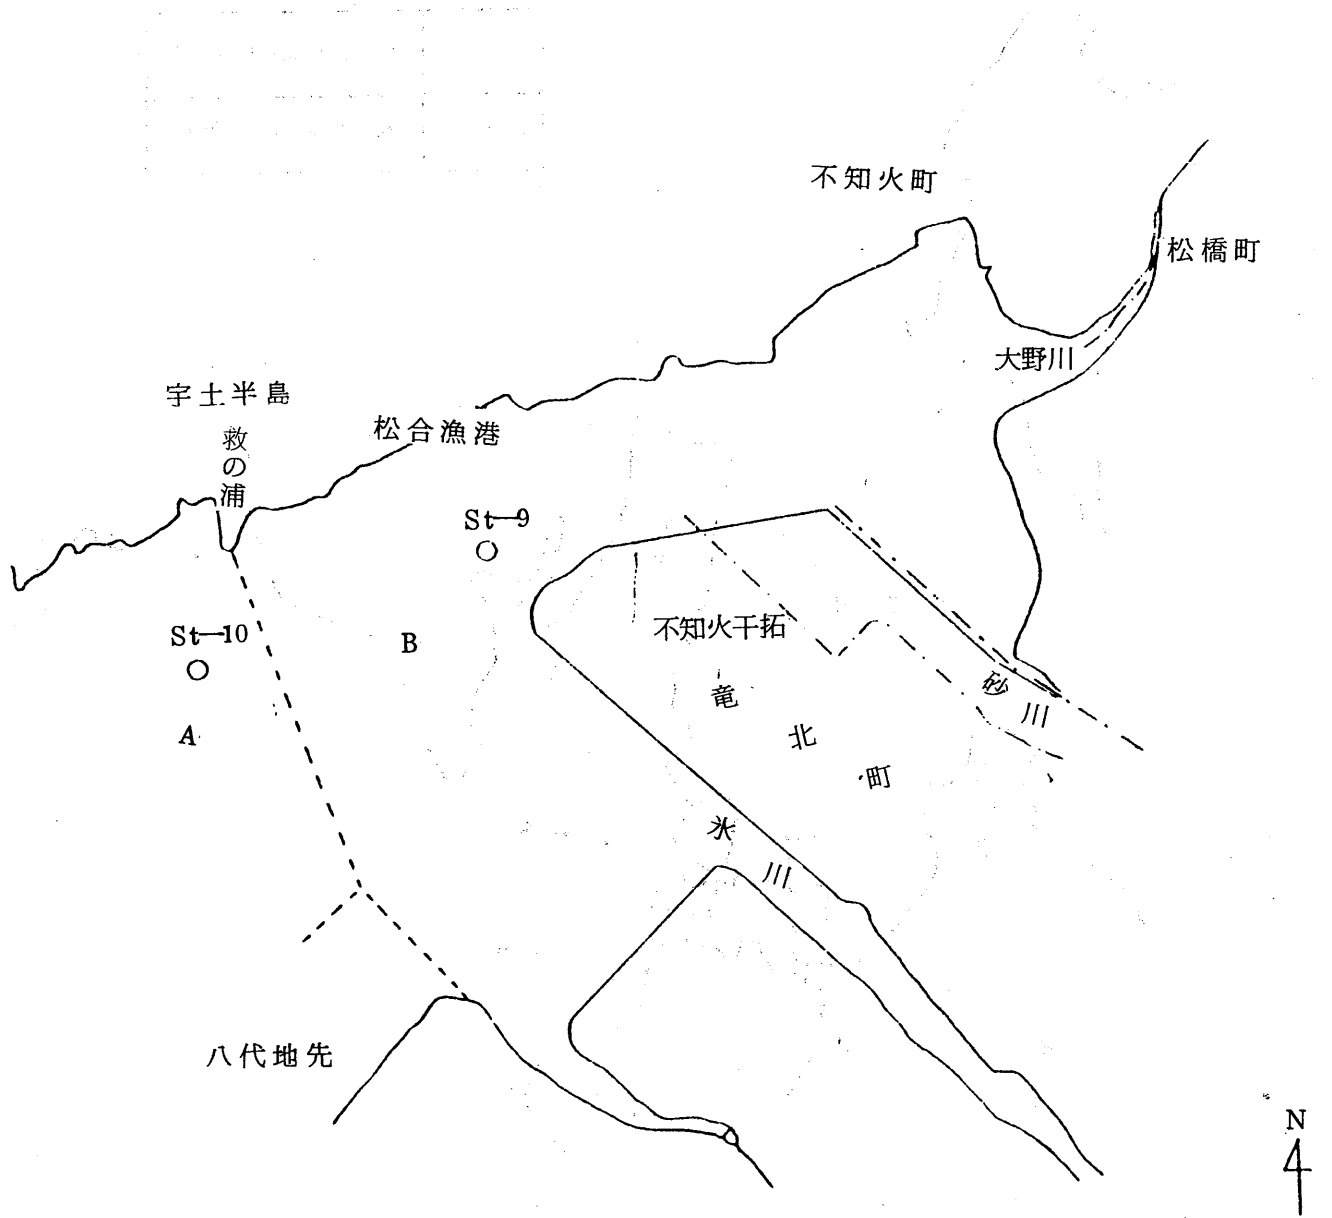 不知火町
松橋町
大野川
宇土半島
救の浦
松合漁港
St-9
St-10
B
不知火干拓
A
砂川
竜北町
氷川
八代地先
N